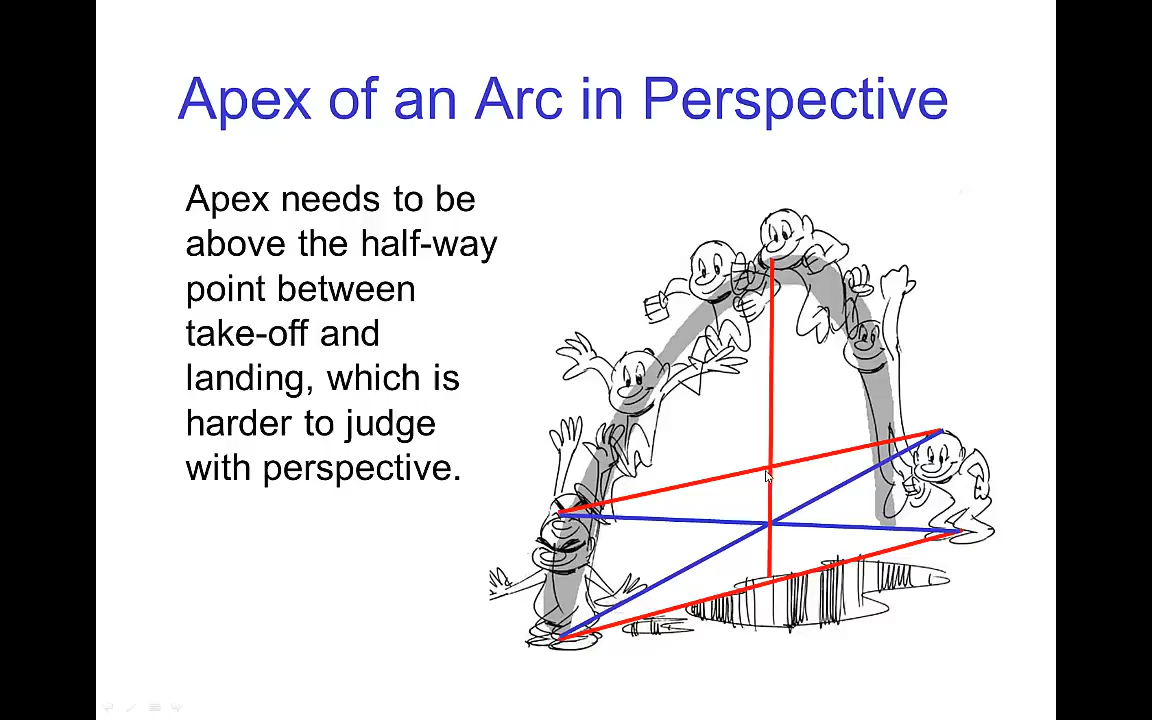 Apex of an Arc in Perspective
Apex needs to be
above the half-way
point between
take-off and
landing, which is
harder to judge
with perspective.